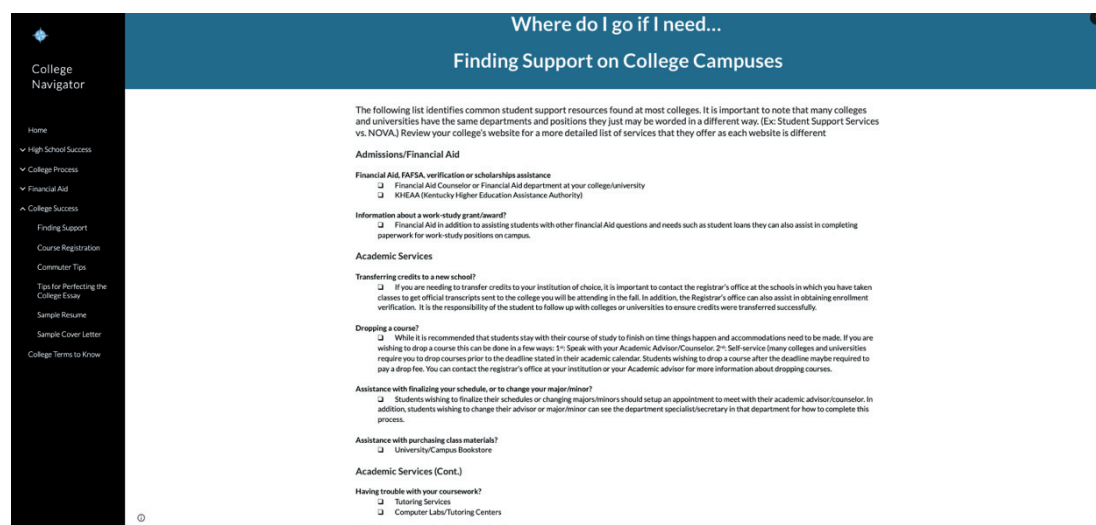 College
Navigator
Home
High School Success
College Process
Financial Aid
College Success
Finding Support
Course Registration
Commuter Tips
Tips for Perfecting the
College Essay
Sample Resume
Sample Cover Letter
College Terms to Know
Where do I go if I need...
Finding Support on College Campuses
The following list identifies common student support resources found at most colleges. It is important to note that many colleges
and universities have the same departments and positions they just may be worded in a different way. (Ex: Student Support Services
vs. NOVA.) Review your college's website for a more detailed list of services that they offer as each website is different
Admissions/Financial Aid
Financial Aid, FAFSA, verification or scholarships assistance
❏ Financial Aid Counselor or Financial Aid department at your college/university
❏ KHEAA (Kentucky Higher Education Assistance Authority)
Information about a work-study grant/award?
❏ Financial Aid in addition to assisting students with other financial Aid questions and needs such as student loans they can also assist in completing
paperwork for work-study positions on campus.
Academic Services
Transferring credits to a new school?
❏ If you are needing to transfer credits to your institution of choice, it is important to contact the registrar's office at the schools in which you have taken
classes to get official transcripts sent to the college you will be attending in the fall. In addition, the Registrar's office can also assist in obtaining enrollment
verification. It is the responsibility of the student to follow up with colleges or universities to ensure credits were transferred successfully.
Dropping a course?
❏ While it is recommended that students stay with their course of study to finish on time things happen and accommodations need to be made. If you are
wishing to drop a course this can be done in a few ways: 1st: Speak with your Academic Advisor/Counselor. 2nd: Self-service (many colleges and universities
require you to drop courses prior to the deadline stated in their academic calendar. Students wishing to drop a course after the deadline maybe required to
pay a drop fee. You can contact the registrar's office at your institution or your Academic advisor for more information about dropping courses.
Assistance with finalizing your schedule, or to change your major/minor?
❏ Students wishing to finalize their schedules or changing majors/minors should setup an appointment to meet with their academic advisor/counselor. In
addition, students wishing to change their advisor or major/minor can see the department specialist/secretary in that department for how to complete this
process.
Assistance with purchasing class materials?
❏ University/Campus Bookstore
Academic Services (Cont.)
Having trouble with your coursework?
❏ Tutoring Services
❏ Computer Labs/Tutoring Centers